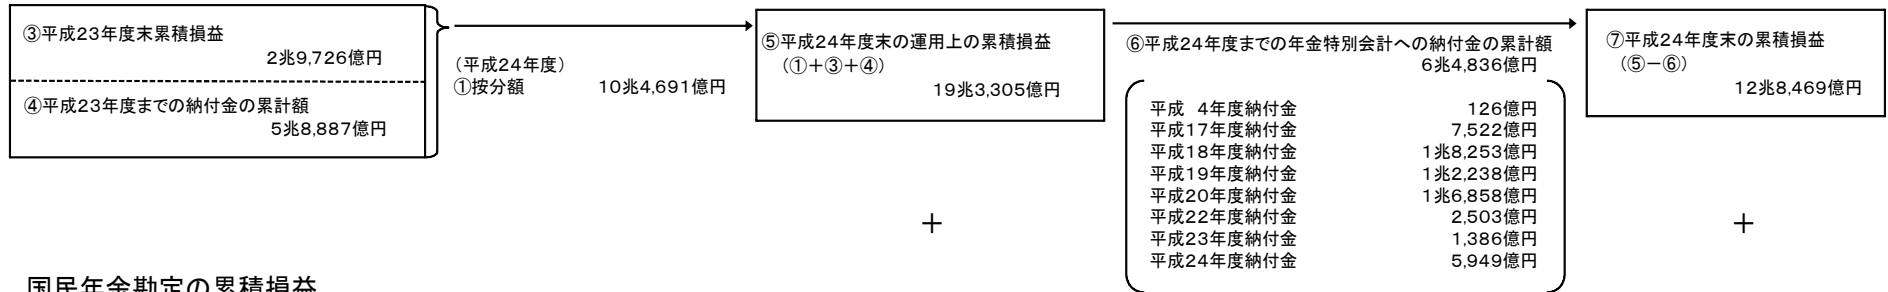 ③平成23年度末累積損益
2兆9,726億円
④平成23年度までの納付金の累計額
5兆8,887億円
(平成24年度)
①按分額 10兆4,691億円
⑤平成24年度末の運用上の累積損益
(①+③+④)
19兆3,305億円
⑥平成24年度までの年金特別会計への納付金の累計額
6兆4,836億円
平成 4年度納付金 126億円
平成17年度納付金 7,522億円
平成18年度納付金 1兆8,253億円
平成19年度納付金 1兆2,238億円
平成20年度納付金 1兆6,858億円
平成22年度納付金 2,503億円
平成23年度納付金 1,386億円
平成24年度納付金 5,949億円
⑦平成24年度末の累積損益
(⑤-⑥)
12兆8,469億円
+
+
国民年金勘定の累積損益